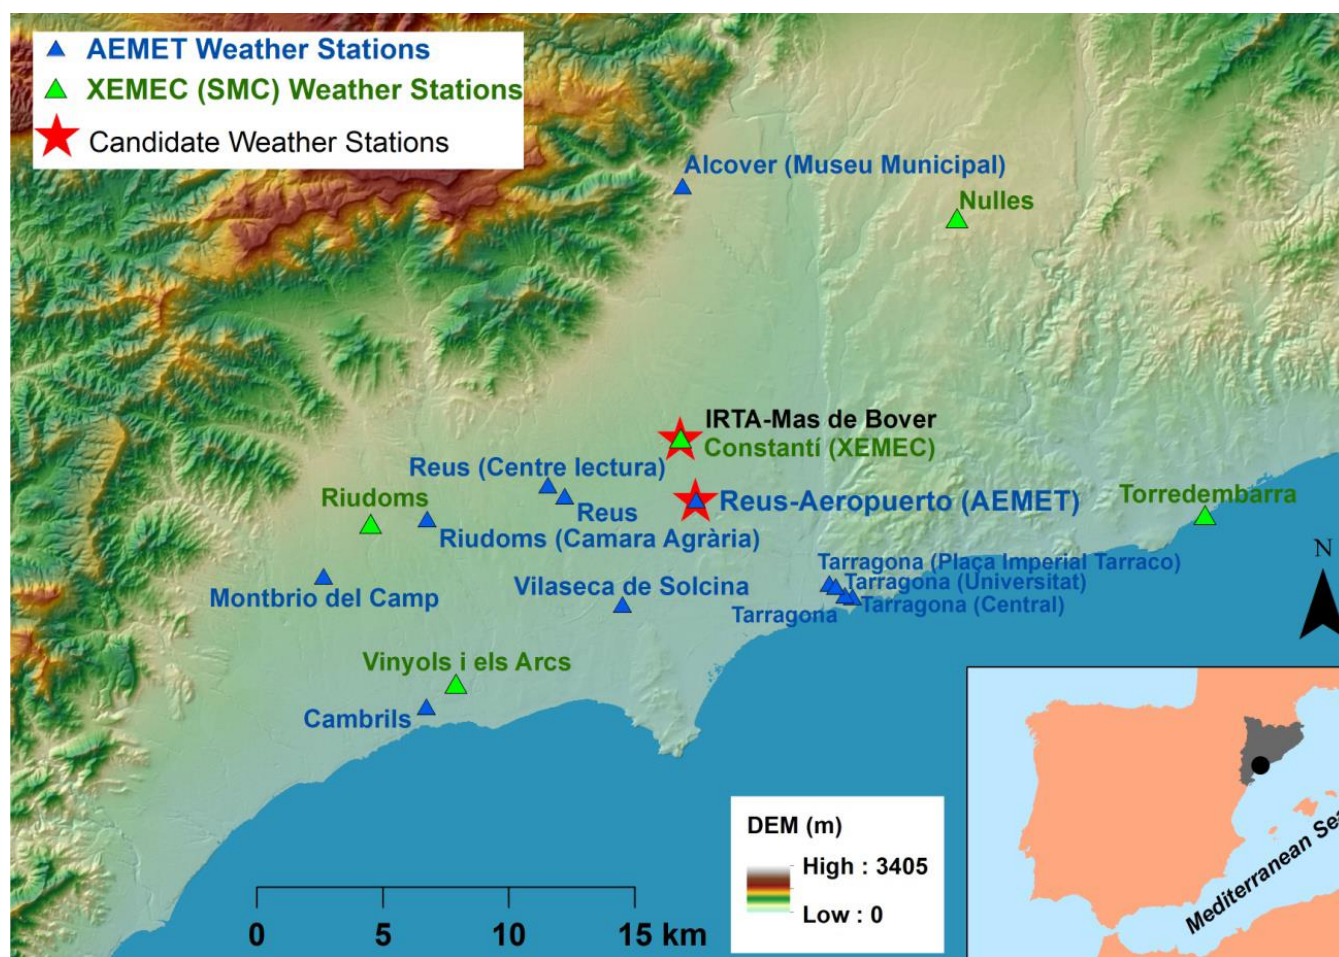 AEMET Weather Stations
XEMEC (SMC) Weather Stations
Candidate Weather Stations
Alcover (Museu Municipal)
Nulles
IRTA-Mas de Bover
Constantí (XEMEC)
Reus (Centre lectura)
Riudoms
Reus
Reus-Aeropuerto (AEMET)
Torredembarra
Riudoms (Camara Agrària)
Tarragona (Plaça Imperial Tarraco)
Tarragona (Universitat)
Montbrio del Camp
Vilaseca de Solcina
Tarragona (Central)
Tarragona
N
Vinyols i els Arcs
Cambrils
DEM (m)
High : 3405
Low : 0
0 5 10 15 km
Mediterranean Sea